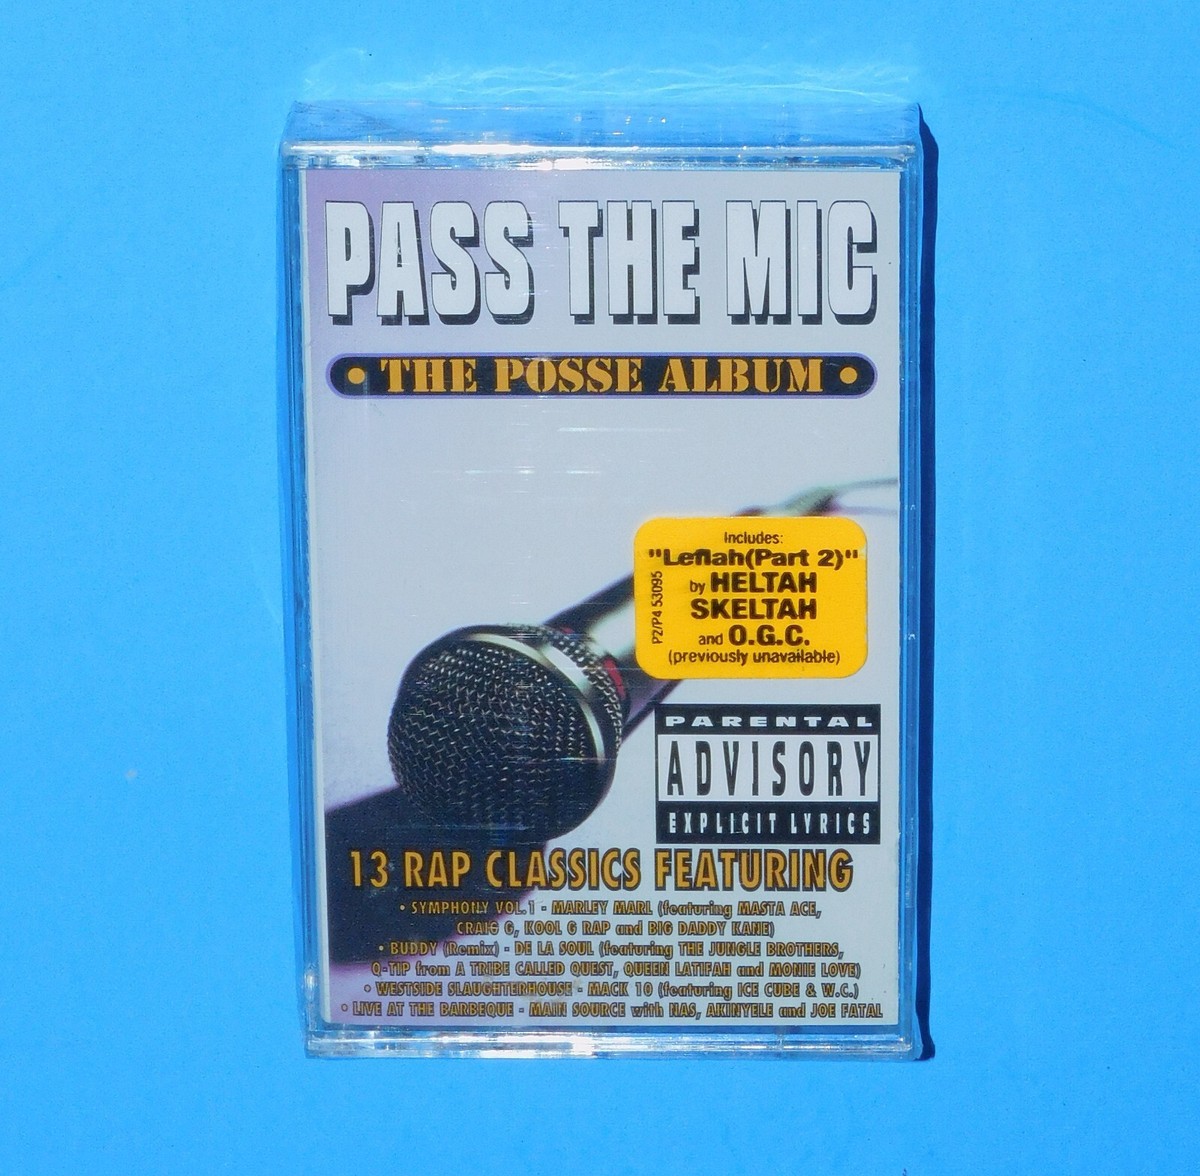 PASS THE MIC
• THE POSSE ALBUM •
Includes:
"Leflah(Part 2)"
by HELTAH
SKELTAH
and O.G.C.
(previously unavailable)
P2/P4 53095
PARENTAL
ADVISORY
EXPLICIT LYRICS
13 RAP CLASSICS FEATURING
• SYMPHONY VOL.1 - MARLEY MARL (featuring MASTA ACE,
CRAIG G, KOOL G RAP and BIG DADDY KANE)
• BUDDY (Remix) - DE LA SOUL (featuring THE JUNGLE BROTHERS,
Q-TIP from A TRIBE CALLED QUEST, QUEEN LATIFAH and MONIE LOVE)
• WESTSIDE SLAUGHTERHOUSE - MACK 10 (featuring ICE CUBE & W.C.)
• LIVE AT THE BARBEQUE - MAIN SOURCE with NAS, AKINYELE and JOE FATAL